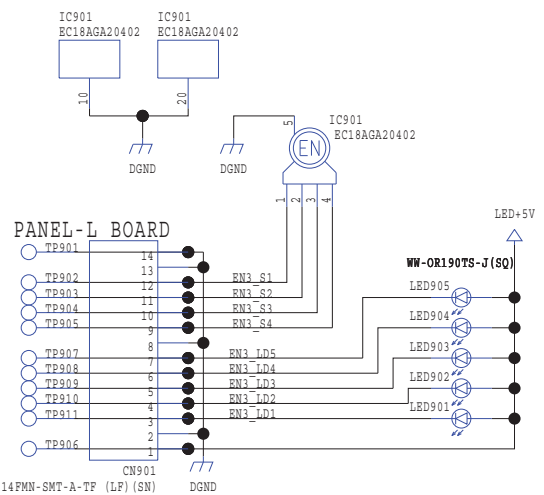 IC901
EC18AGA20402
IC901
EC18AGA20402
10
20
DGND
5
IC901
EC18AGA20402
EN
DGND
1 2 3 4
LED+5V
PANEL-L BOARD
WW-OR190TS-J(SQ)
TP901 14
13
TP902 12 EN3_S1
TP903 11 EN3_S2
TP904 10 EN3_S3
TP905 9 EN3_S4
8
TP907 7 EN3_LD5
TP908 6 EN3_LD4
TP909 5 EN3_LD3
TP910 4 EN3_LD2
TP911 3 EN3_LD1
2
TP906 1
LED905
LED904
LED903
LED902
LED901
CN901
14FMN-SMT-A-TF (LF)(SN)
DGND